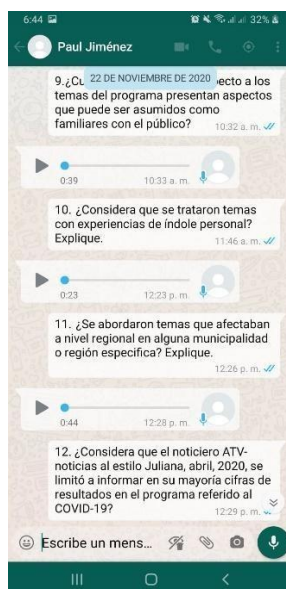 6:44 32%
Paul Jiménez
22 DE NOVIEMBRE DE 2020
9.¿Cu ecto a los
temas del programa presentan aspectos
que puede ser asumidos como
familiares con el público?
10:32 a. m.
0:39 10:33 a. m.
10. ¿Considera que se trataron temas
con experiencias de índole personal?
Explique.
11:46 a. m.
0:23 12:23 p. m.
11. ¿Se abordaron temas que afectaban
a nivel regional en alguna municipalidad
o región especifica? Explique.
12:26 p. m.
0:44 12:28 p. m.
12. ¿Considera que el noticiero ATV-
noticias al estilo Juliana, abril, 2020, se
limitó a informar en su mayoría cifras de
resultados en el programa referido al
COVID-19?
12:29 p. m.
Escribe un mens...